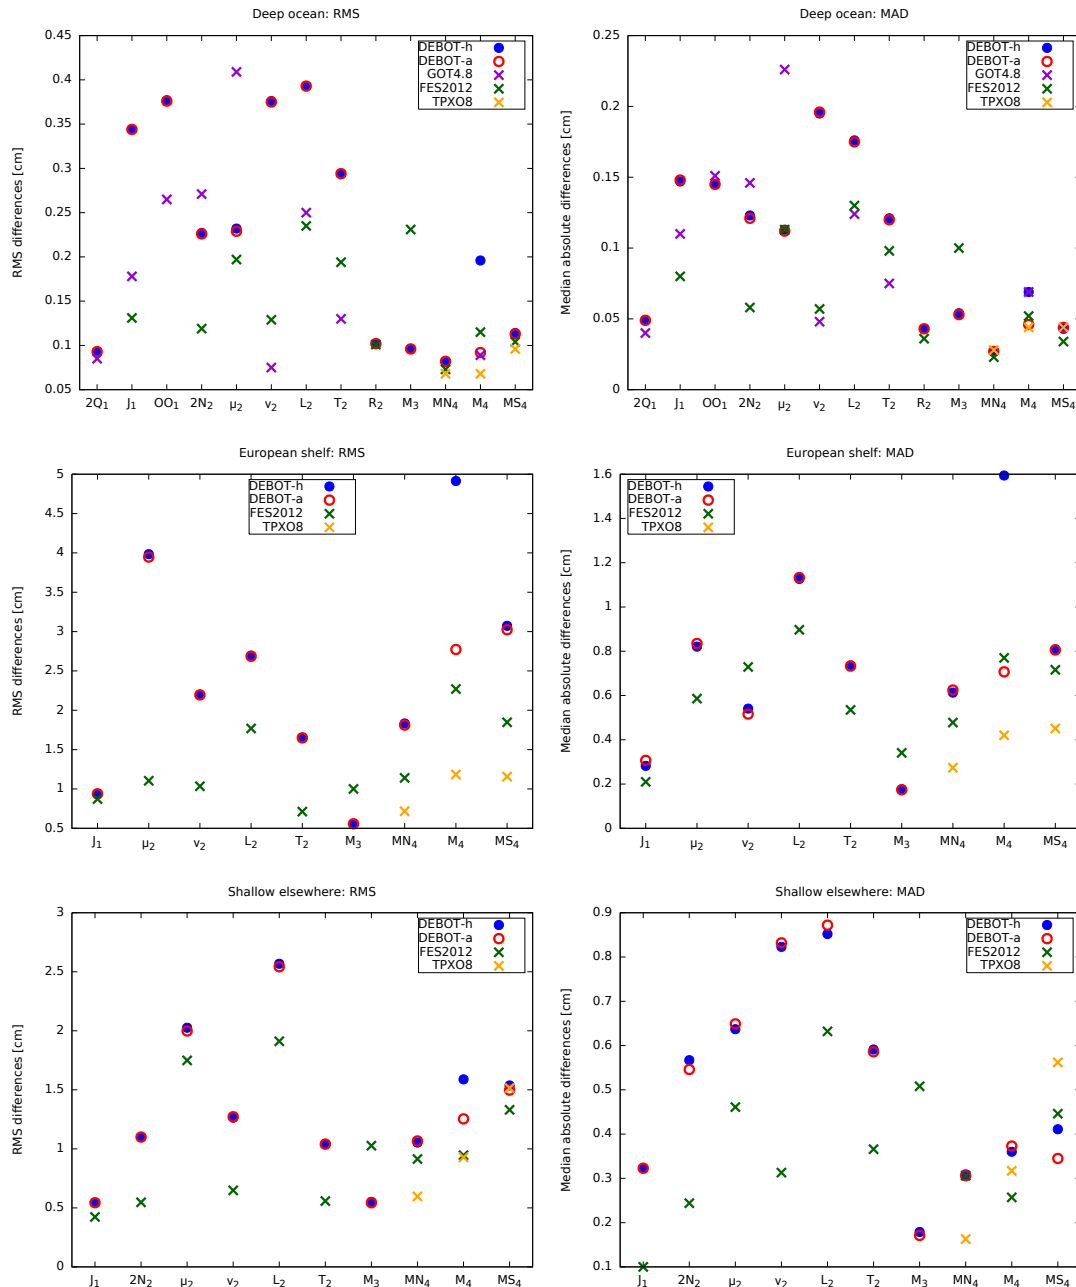 Deep ocean: RMS
RMS differences [cm]
0.45
0.4
0.35
0.3
0.25
0.2
0.15
0.1
0.05
DEBOT-h
DEBOT-a
GOT4.8
FES2012
TPXO8
2Q₁ J₁ OO₁ 2N₂ μ₂ ν₂ L₂ T₂ R₂ M₃ MN₄ M₄ MS₄
Deep ocean: MAD
Median absolute differences [cm]
0.25
0.2
0.15
0.1
0.05
0
DEBOT-h
DEBOT-a
GOT4.8
FES2012
TPXO8
2Q₁ J₁ OO₁ 2N₂ μ₂ ν₂ L₂ T₂ R₂ M₃ MN₄ M₄ MS₄
European shelf: RMS
RMS differences [cm]
5
4.5
4
3.5
3
2.5
2
1.5
1
0.5
DEBOT-h
DEBOT-a
FES2012
TPXO8
J₁ μ₂ ν₂ L₂ T₂ M₃ MN₄ M₄ MS₄
European shelf: MAD
Median absolute differences [cm]
1.6
1.4
1.2
1
0.8
0.6
0.4
0.2
0
DEBOT-h
DEBOT-a
FES2012
TPXO8
J₁ μ₂ ν₂ L₂ T₂ M₃ MN₄ M₄ MS₄
Shallow elsewhere: RMS
RMS differences [cm]
3
2.5
2
1.5
1
0.5
0
DEBOT-h
DEBOT-a
FES2012
TPXO8
J₁ 2N₂ μ₂ ν₂ L₂ T₂ M₃ MN₄ M₄ MS₄
Shallow elsewhere: MAD
Median absolute differences [cm]
0.9
0.8
0.7
0.6
0.5
0.4
0.3
0.2
0.1
DEBOT-h
DEBOT-a
FES2012
TPXO8
J₁ 2N₂ μ₂ ν₂ L₂ T₂ M₃ MN₄ M₄ MS₄